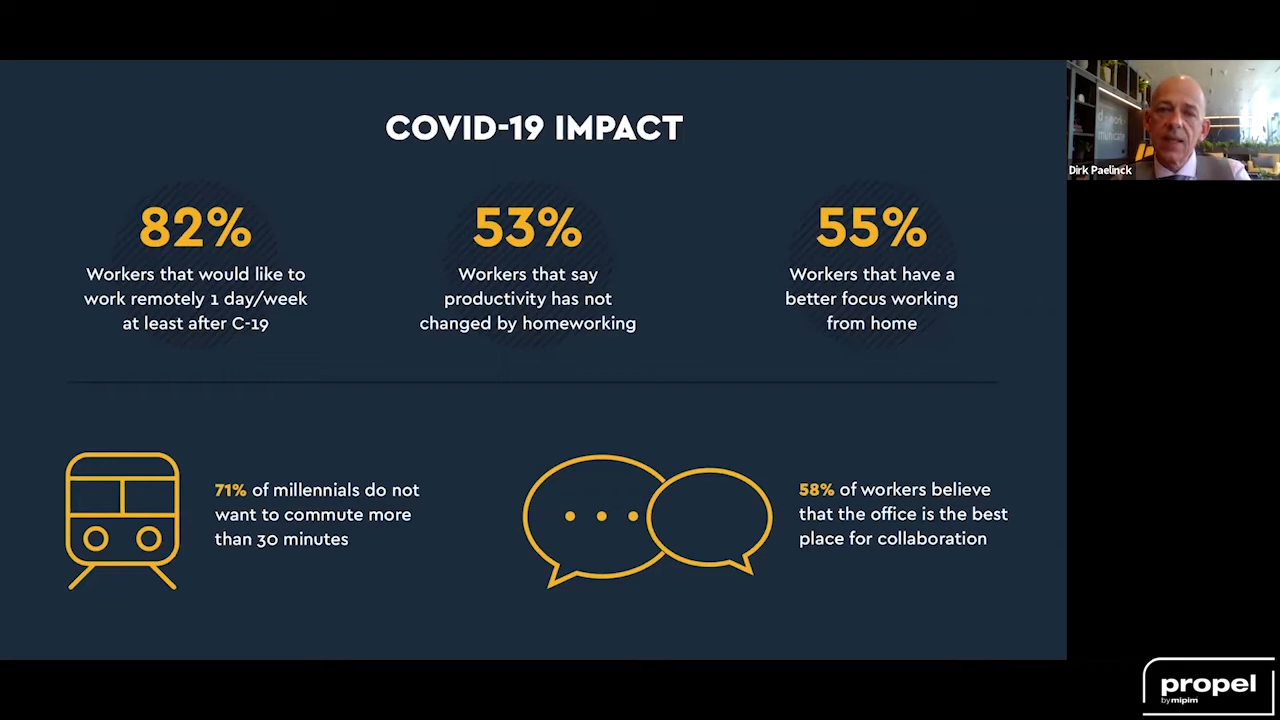 COVID-19 IMPACT
82%
Workers that would like to
work remotely 1 day/week
at least after C-19
53%
Workers that say
productivity has not
changed by homeworking
55%
Workers that have a
better focus working
from home
71% of millennials do not
want to commute more
than 30 minutes
58% of workers believe
that the office is the best
place for collaboration
Dirk Paelinck
propel
by mipim